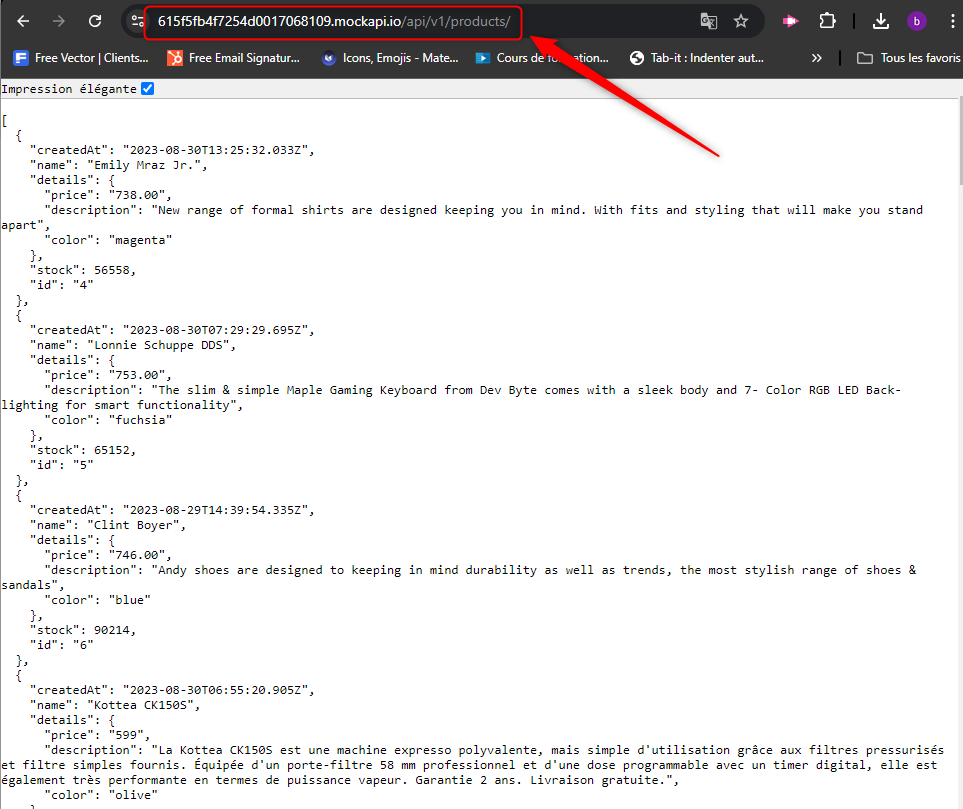 615f5fb4f7254d0017068109.mockapi.io/api/v1/products/
b
Free Vector | Clients... Free Email Signatur... Icons, Emojis - Mate... Cours de fo ation... Tab-it : Indenter aut... » Tous les favoris
Impression élégante
[
{
"createdAt": "2023-08-30T13:25:32.033Z",
"name": "Emily Mraz Jr.",
"details": {
"price": "738.00",
"description": "New range of formal shirts are designed keeping you in mind. With fits and styling that will make you stand
apart",
"color": "magenta"
},
"stock": 56558,
"id": "4"
},
{
"createdAt": "2023-08-30T07:29:29.695Z",
"name": "Lonnie Schuppe DDS",
"details": {
"price": "753.00",
"description": "The slim & simple Maple Gaming Keyboard from Dev Byte comes with a sleek body and 7- Color RGB LED Back-
lighting for smart functionality",
"color": "fuchsia"
},
"stock": 65152,
"id": "5"
},
{
"createdAt": "2023-08-29T14:39:54.335Z",
"name": "Clint Boyer",
"details": {
"price": "746.00",
"description": "Andy shoes are designed to keeping in mind durability as well as trends, the most stylish range of shoes &
sandals",
"color": "blue"
},
"stock": 90214,
"id": "6"
},
{
"createdAt": "2023-08-30T06:55:20.905Z",
"name": "Kottea CK150S",
"details": {
"price": "599",
"description": "La Kottea CK150S est une machine expresso polyvalente, mais simple d'utilisation grâce aux filtres pressurisés
et filtre simples fournis. Équipée d'un porte-filtre 58 mm professionnel et d'une dose programmable avec un timer digital, elle est
également très performante en termes de puissance vapeur. Garantie 2 ans. Livraison gratuite.",
"color": "olive"